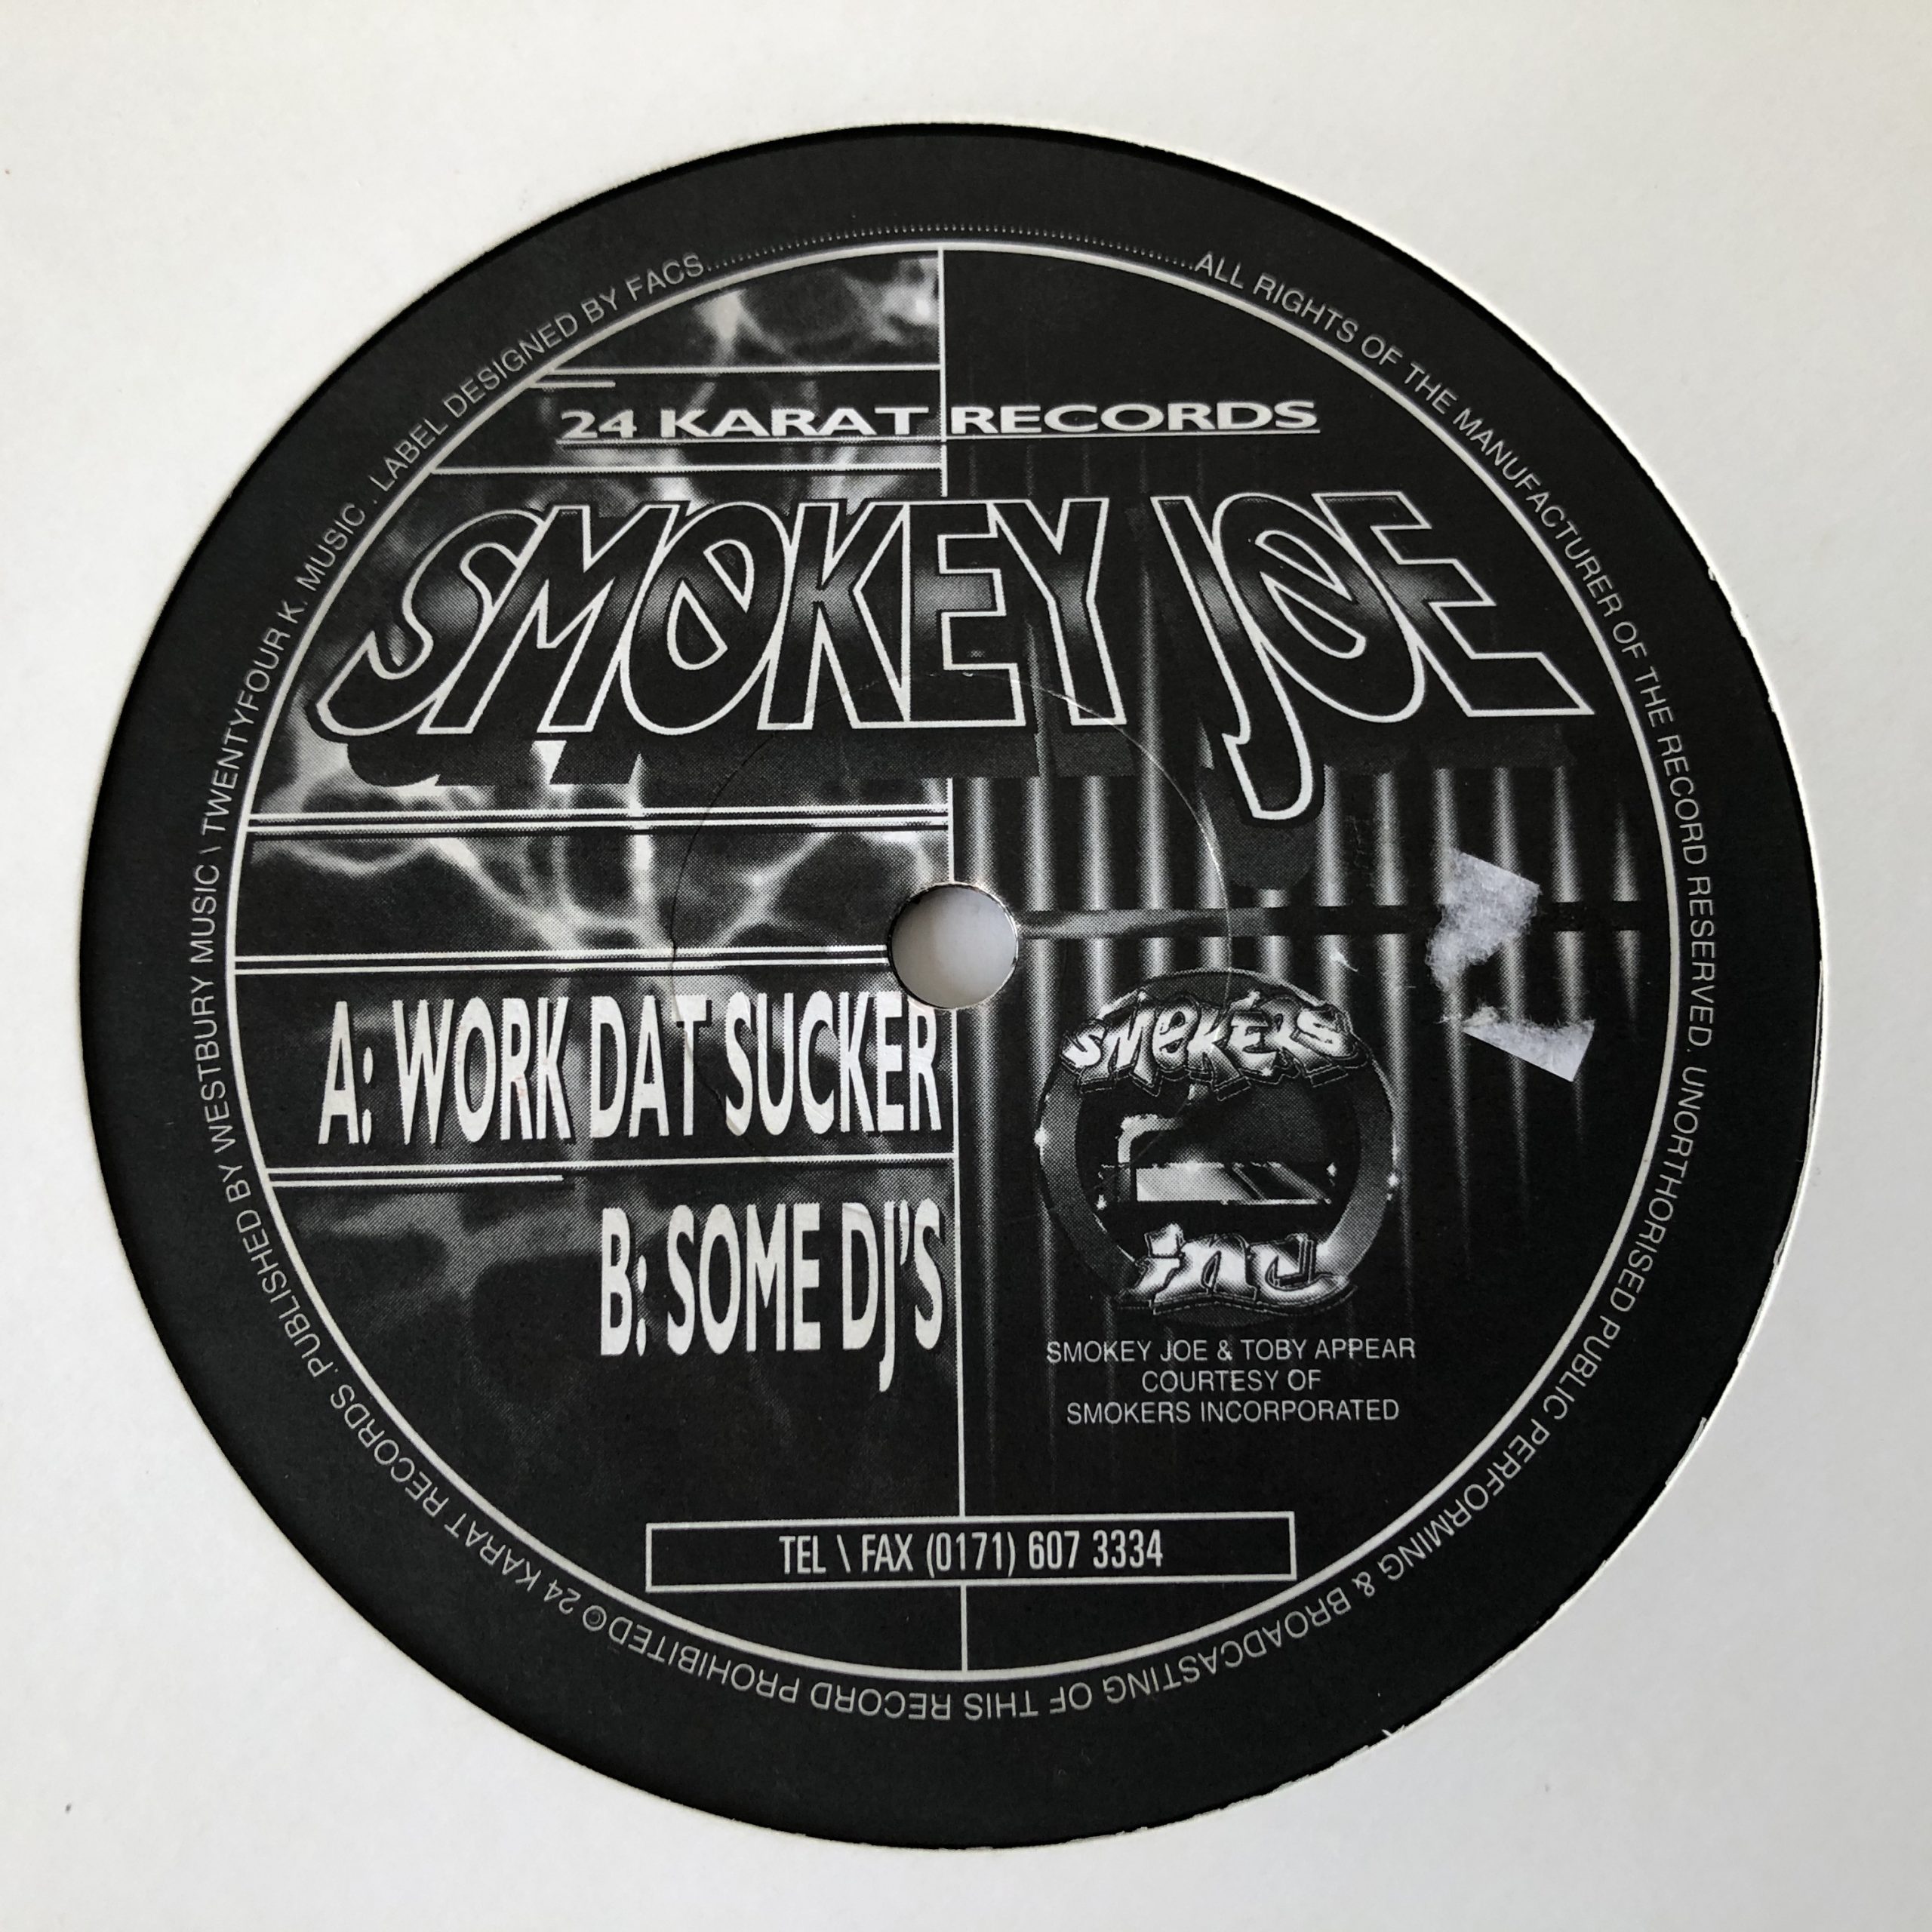 24 KARAT RECORDS
SMOKEY JOE
A: WORK DAT SUCKER
B: SOME DJ'S
SMOKERS
inc
SMOKEY JOE & TOBY APPEAR
COURTESY OF
SMOKERS INCORPORATED
TEL \ FAX (0171) 607 3334
ALL RIGHTS OF THE MANUFACTURER OF THE RECORD RESERVED. UNORTHORISED PUBLIC PERFORMING & BROADCASTING OF THIS RECORD PROHIBITED © 24 KARAT RECORDS. PUBLISHED BY WESTBURY MUSIC \ TWENTYFOUR K. MUSIC . LABEL DESIGNED BY FACS